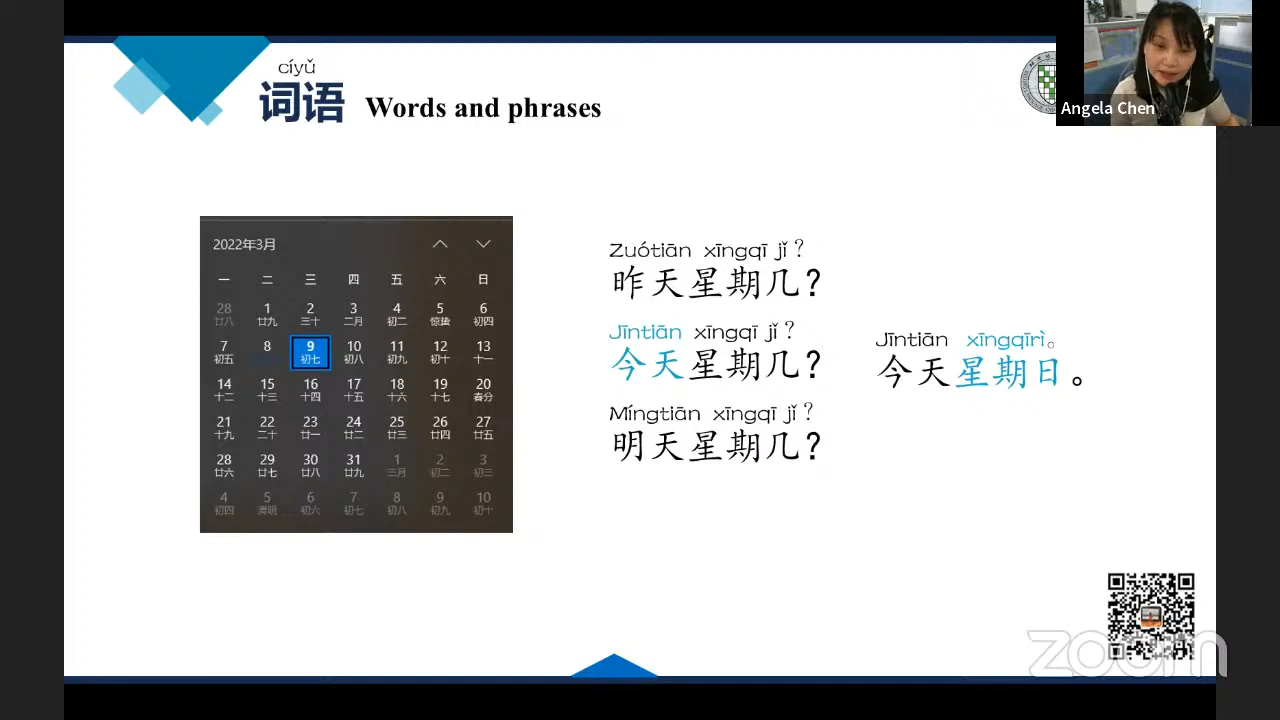 cíyǔ
词语 Words and phrases
Angela Chen
2022年3月
一 二 三 四 五 六 日
28 1 2 3 4 5 6
廿八 廿九 三十 二月 初二 惊蛰 初四
7 8 9 10 11 12 13
初五 初七 初八 初九 初十 十一
14 15 16 17 18 19 20
十二 十三 十四 十五 十六 十七 春分
21 22 23 24 25 26 27
十九 二十 廿一 廿二 廿三 廿四 廿五
28 29 30 31 1 2 3
廿六 廿七 廿八 廿九 三月 初二 初三
4 5 6 7 8 9 10
初四 清明 初六 初七 初八 初九 初十
Zuótiān xīngqī jǐ?
昨天星期几?
Jīntiān xīngqī jǐ?
今天星期几?
Míngtiān xīngqī jǐ?
明天星期几?
Jīntiān xīngqīrì。
今天星期日。
zoom